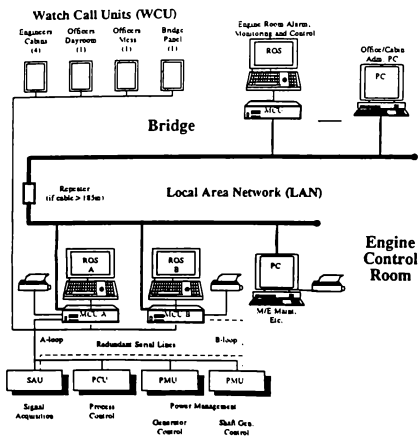 Watch Call Units (WCU)
Engineers Cabins (4)
Officers Dayroom (1)
Officers Mess (1)
Bridge Panel (1)
Engine Room Alarm, Monitoring and Control
ROS
MCU
Office/Cabin Adm. PC
PC
Bridge
Repeater (if cable > 185m)
Local Area Network (LAN)
Engine Control Room
ROS A
ROS B
PC
MCU A
MCU B
M/E Maint. Etc.
A-loop
Redundant Serial Lines
B-loop
SAU
PCU
PMU
PMU
Signal Acquisition
Process Control
Power Management
Generator Control
Shaft Gen. Control